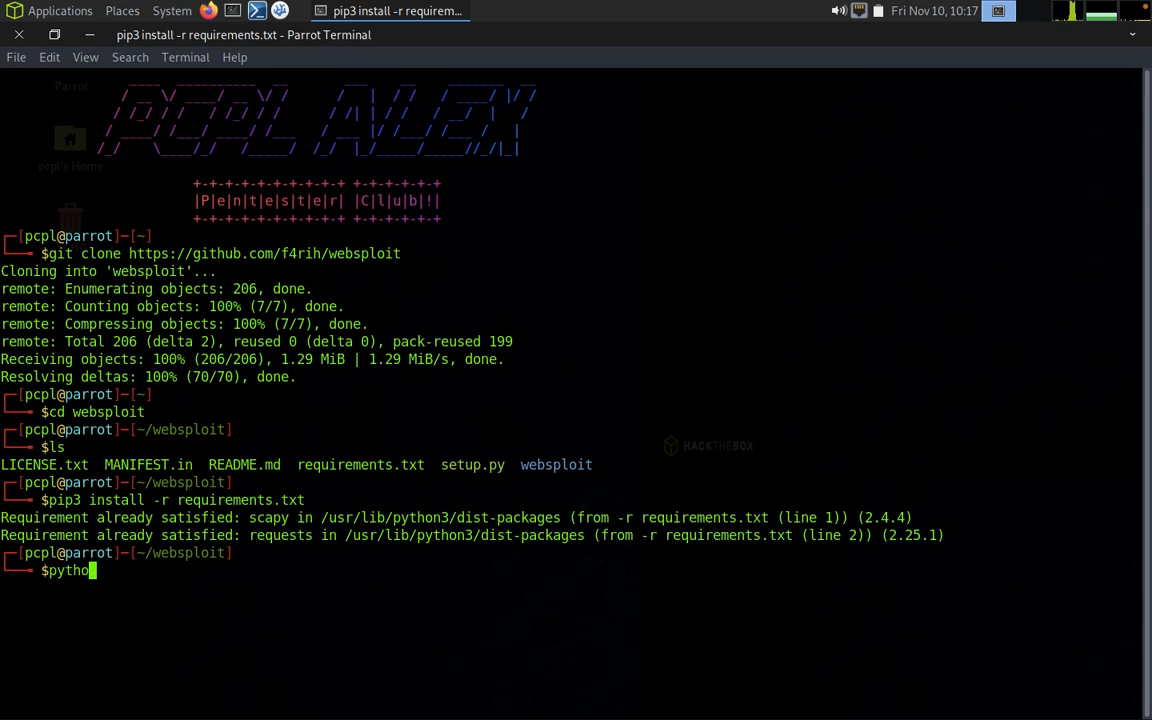 Applications Places System pip3 install -r requirem... Fri Nov 10, 10:17
pip3 install -r requirements.txt - Parrot Terminal
File Edit View Search Terminal Help
Parrot
PCPL ALEX
pcpl's Home
+-+-+-+-+-+-+-+-+-+ +-+-+-+-+-+
|P|e|n|t|e|s|t|e|r| |C|l|u|b|!|
+-+-+-+-+-+-+-+-+-+ +-+-+-+-+-+
┌─[pcpl@parrot]─[~]
└──╼ $git clone https://github.com/f4rih/websploit
Cloning into 'websploit'...
remote: Enumerating objects: 206, done.
remote: Counting objects: 100% (7/7), done.
remote: Compressing objects: 100% (7/7), done.
remote: Total 206 (delta 2), reused 0 (delta 0), pack-reused 199
Receiving objects: 100% (206/206), 1.29 MiB | 1.29 MiB/s, done.
Resolving deltas: 100% (70/70), done.
┌─[pcpl@parrot]─[~]
└──╼ $cd websploit
┌─[pcpl@parrot]─[~/websploit]
└──╼ $ls
HACKTHEBOX
LICENSE.txt MANIFEST.in README.md requirements.txt setup.py websploit
┌─[pcpl@parrot]─[~/websploit]
└──╼ $pip3 install -r requirements.txt
Requirement already satisfied: scapy in /usr/lib/python3/dist-packages (from -r requirements.txt (line 1)) (2.4.4)
Requirement already satisfied: requests in /usr/lib/python3/dist-packages (from -r requirements.txt (line 2)) (2.25.1)
┌─[pcpl@parrot]─[~/websploit]
└──╼ $pytho